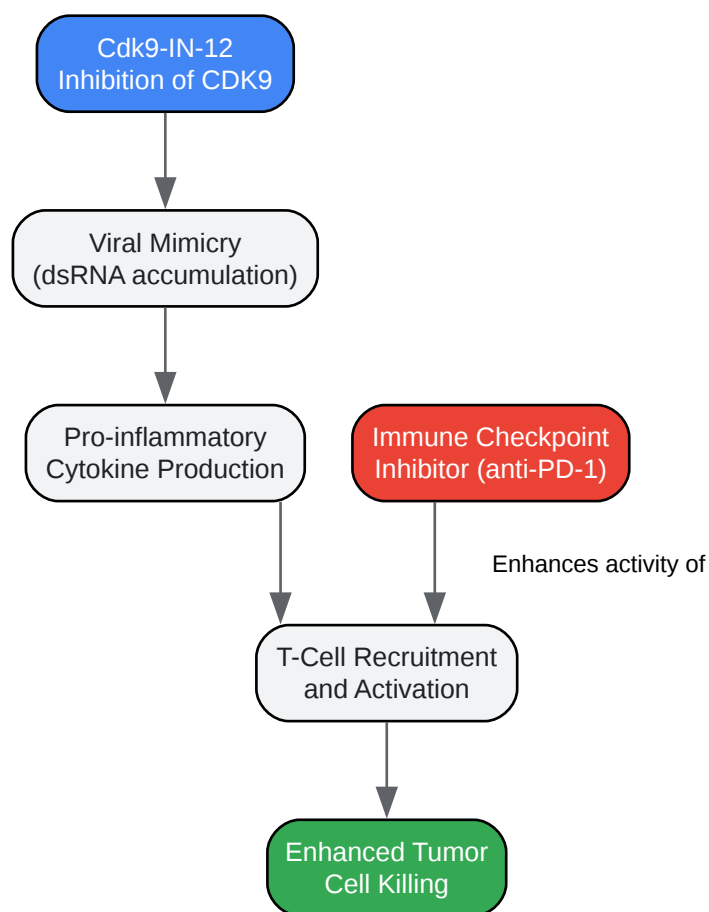 Cdk9-IN-12
Inhibition of CDK9
Viral Mimicry
(dsRNA accumulation)
Pro-inflammatory
Cytokine Production
Immune Checkpoint
Inhibitor (anti-PD-1)
Enhances activity of
T-Cell Recruitment
and Activation
Enhanced Tumor
Cell Killing